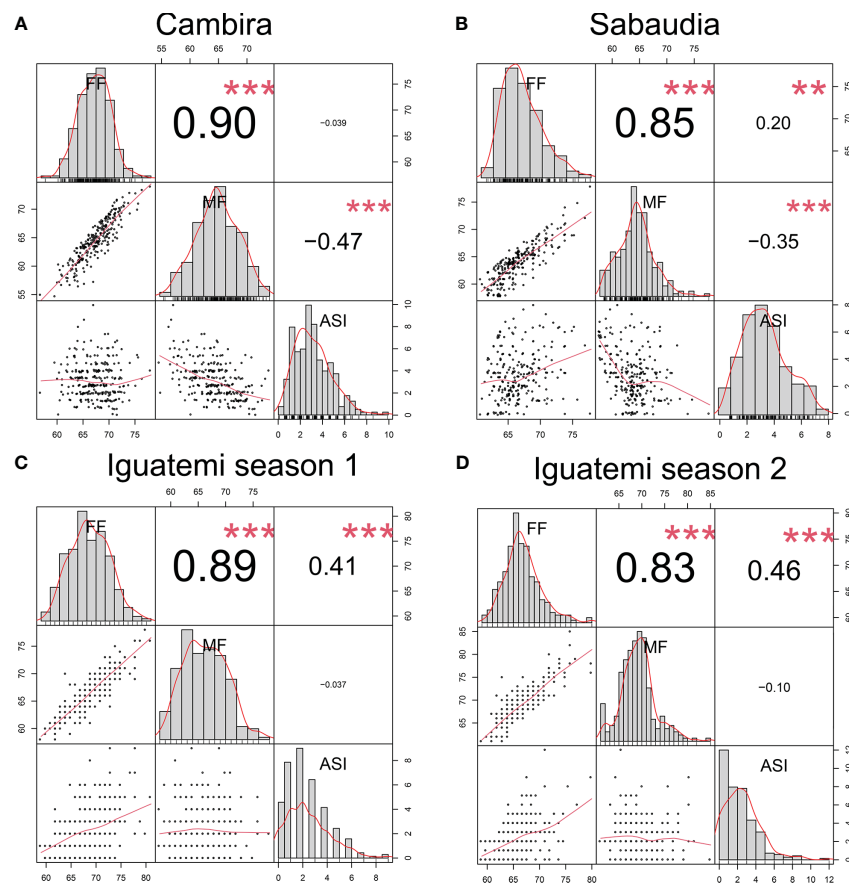 A Cambira
55 60 65 70
FF
***
0.90
−0.039
60 65 70 75
55 60 65 70
MF
***
−0.47
ASI
0 2 4 6 8 10
60 65 70 75
0 2 4 6 8 10
B Sabaudia
60 65 70 75
FF
***
0.85
**
0.20
65 70 75
60 65 70 75
MF
***
−0.35
ASI
0 2 4 6 8
65 70 75
0 2 4 6 8
C Iguatemi season 1
60 65 70 75
FF
***
0.89
***
0.41
60 65 70 75 80
60 65 70 75
MF
−0.037
ASI
0 2 4 6 8
60 65 70 75 80
0 2 4 6 8
D Iguatemi season 2
65 70 75 80 85
FF
***
0.83
***
0.46
60 65 70 75 80
65 70 75 80 85
MF
−0.10
ASI
0 2 4 6 8 10 12
60 65 70 75 80
0 2 4 6 8 12